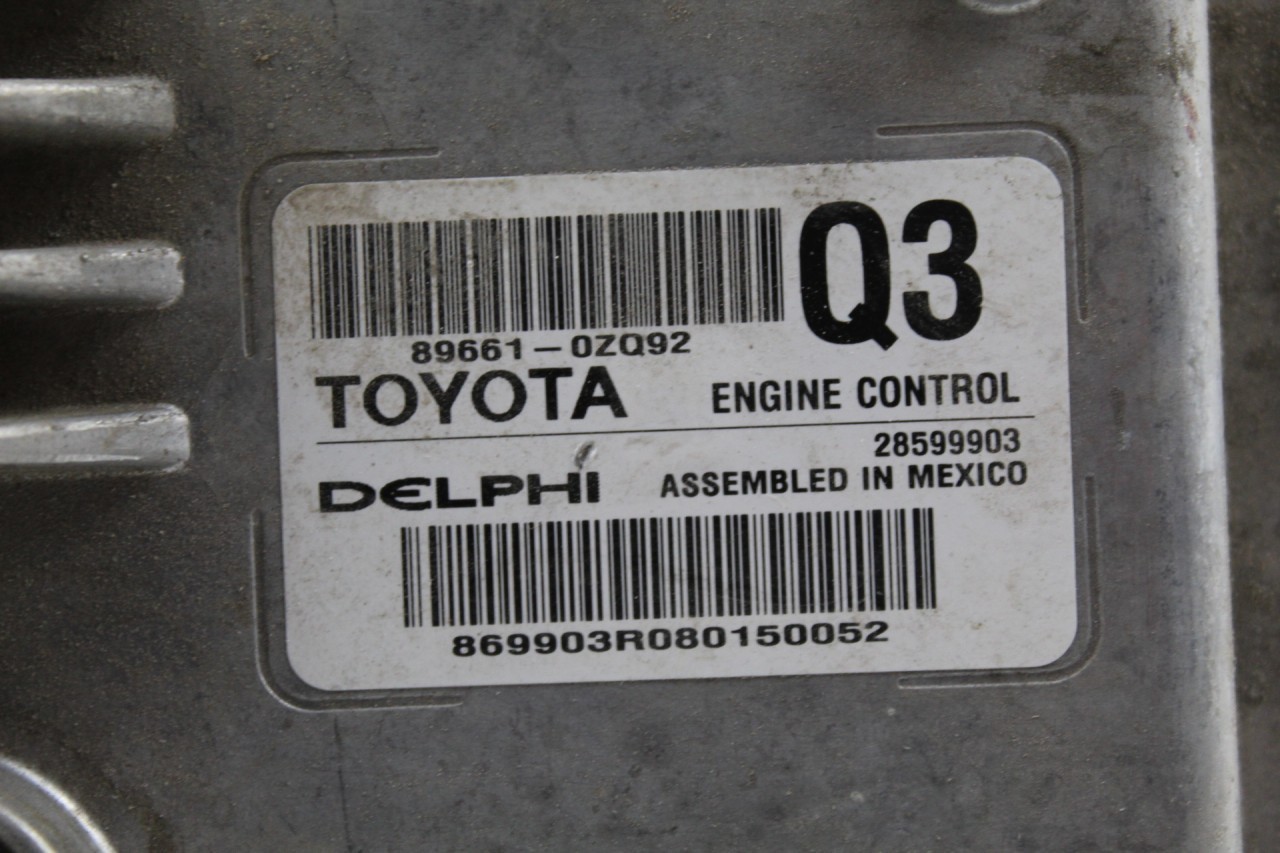 Q3
89661-0ZQ92
TOYOTA ENGINE CONTROL
28599903
DELPHI ASSEMBLED IN MEXICO
869903R080150052